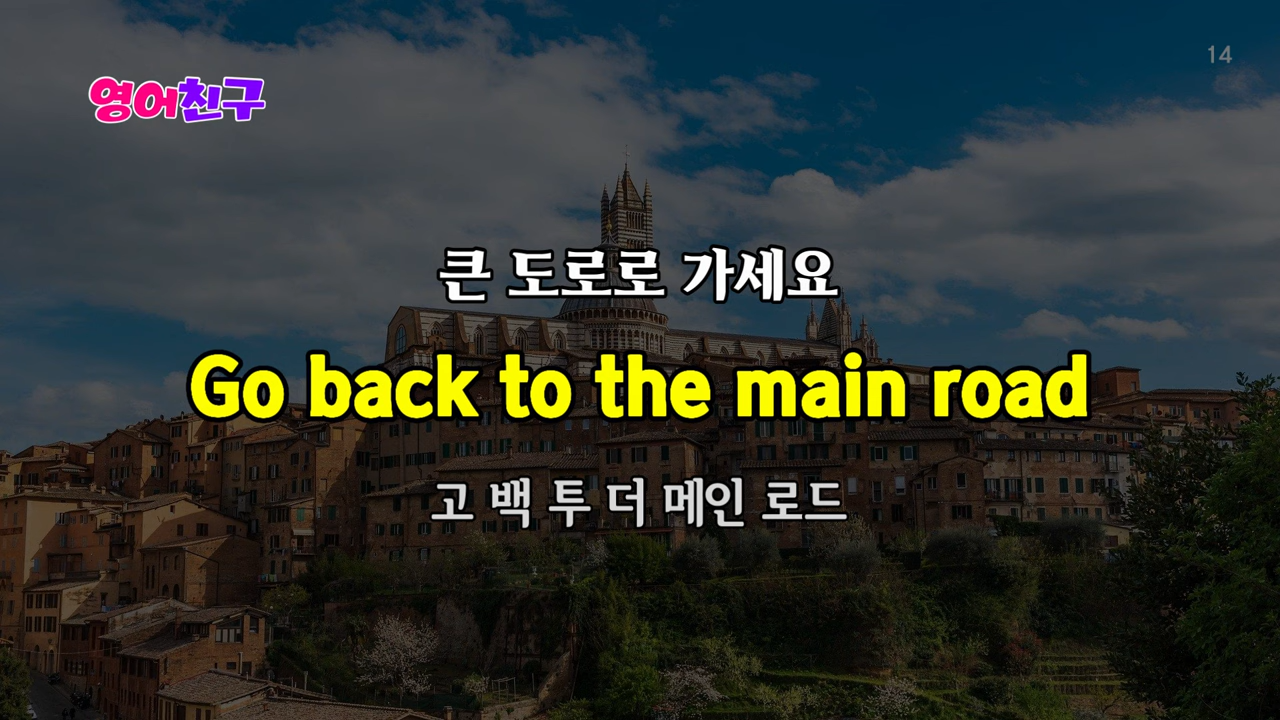 14
영어친구
큰 도로로 가세요
Go back to the main road
고 백 투 더 메인 로드